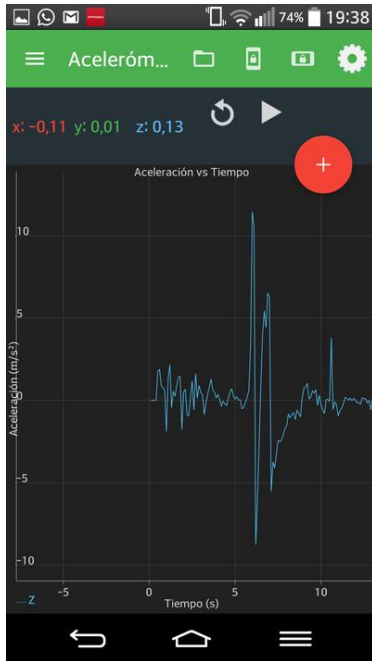 74% 19:38
Aceleróm...
x: -0,11 y: 0,01 z: 0,13
+
Aceleración vs Tiempo
10
5
0
-5
-10
Aceleración (m/s²)
Z
-5 0 5 10
Tiempo (s)